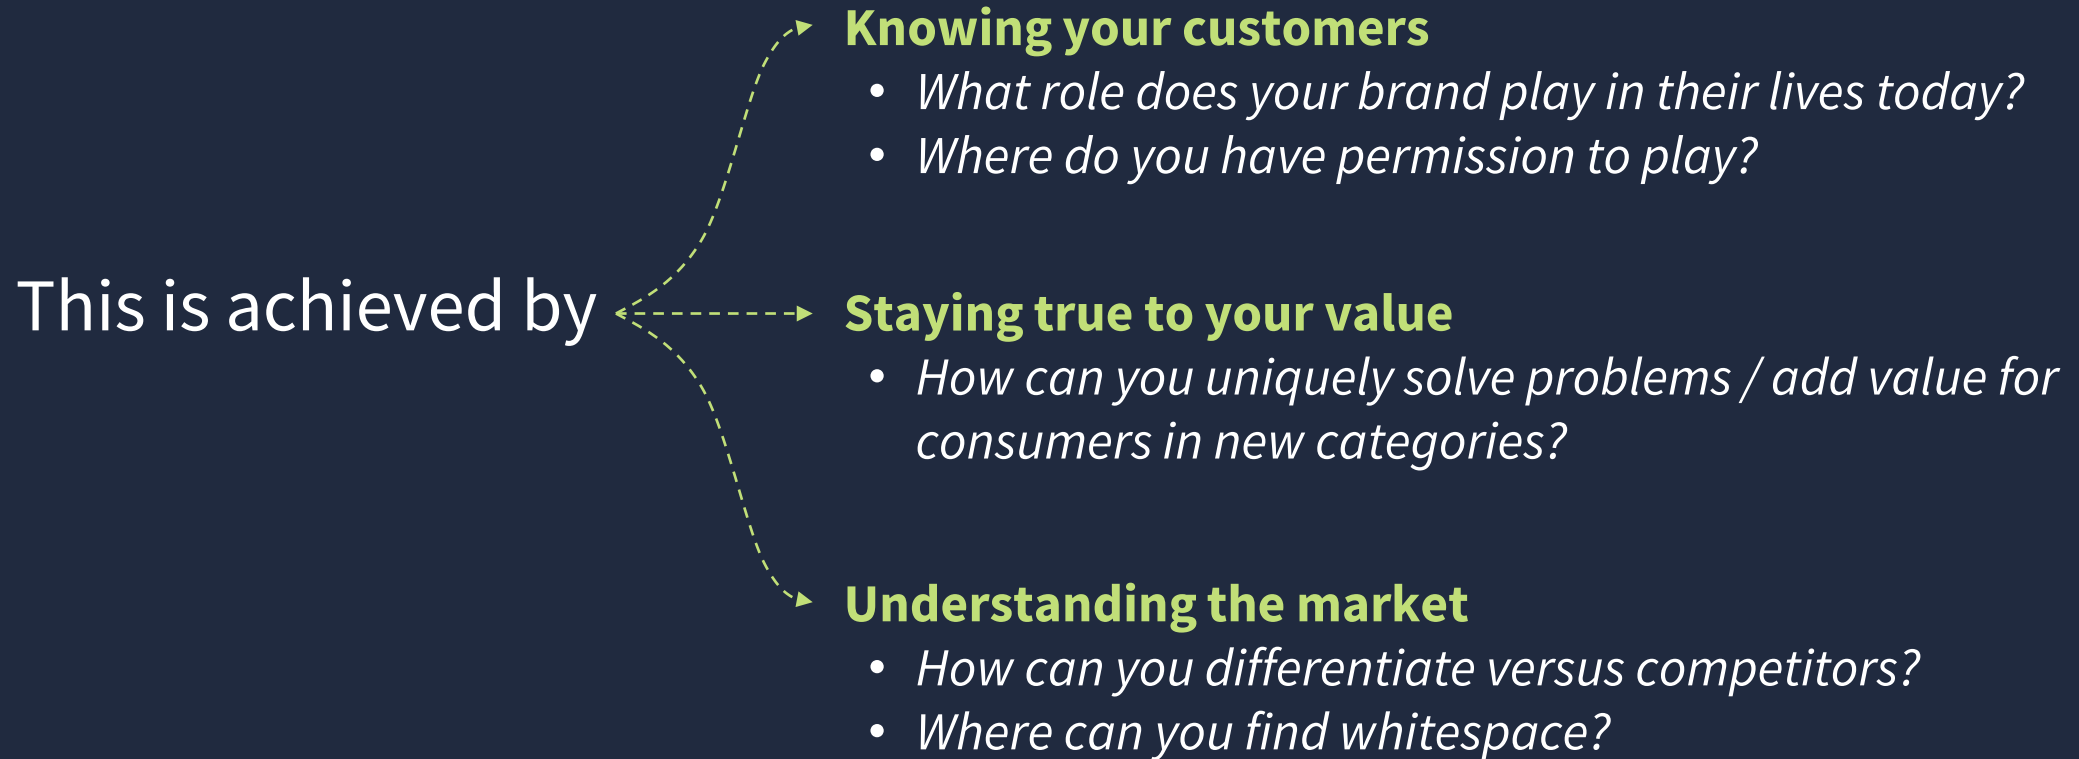 This is achieved by
Knowing your customers
• What role does your brand play in their lives today?
• Where do you have permission to play?
Staying true to your value
• How can you uniquely solve problems / add value for
consumers in new categories?
Understanding the market
• How can you differentiate versus competitors?
• Where can you find whitespace?